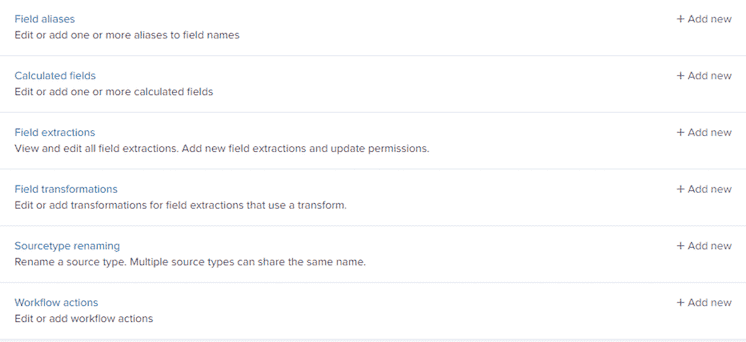 Field aliases + Add new
Edit or add one or more aliases to field names
Calculated fields + Add new
Edit or add one or more calculated fields
Field extractions + Add new
View and edit all field extractions. Add new field extractions and update permissions.
Field transformations + Add new
Edit or add transformations for field extractions that use a transform.
Sourcetype renaming + Add new
Rename a source type. Multiple source types can share the same name.
Workflow actions + Add new
Edit or add workflow actions